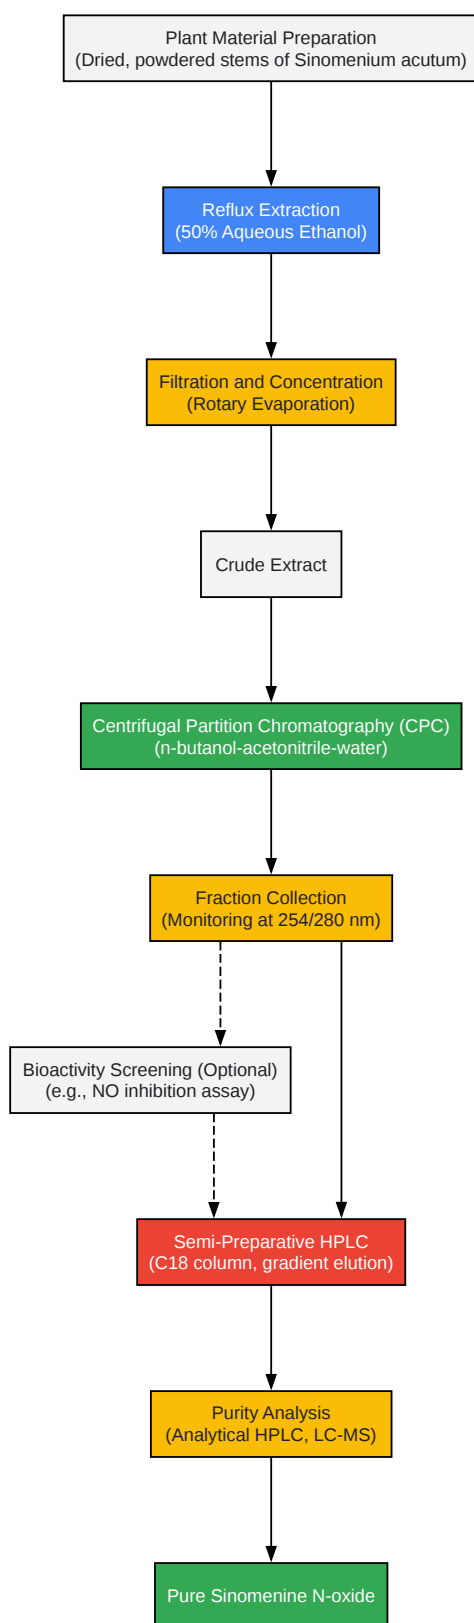 Plant Material Preparation
(Dried, powdered stems of Sinomenium acutum)
Reflux Extraction
(50% Aqueous Ethanol)
Filtration and Concentration
(Rotary Evaporation)
Crude Extract
Centrifugal Partition Chromatography (CPC)
(n-butanol-acetonitrile-water)
Fraction Collection
(Monitoring at 254/280 nm)
Bioactivity Screening (Optional)
(e.g., NO inhibition assay)
Semi-Preparative HPLC
(C18 column, gradient elution)
Purity Analysis
(Analytical HPLC, LC-MS)
Pure Sinomenine N-oxide